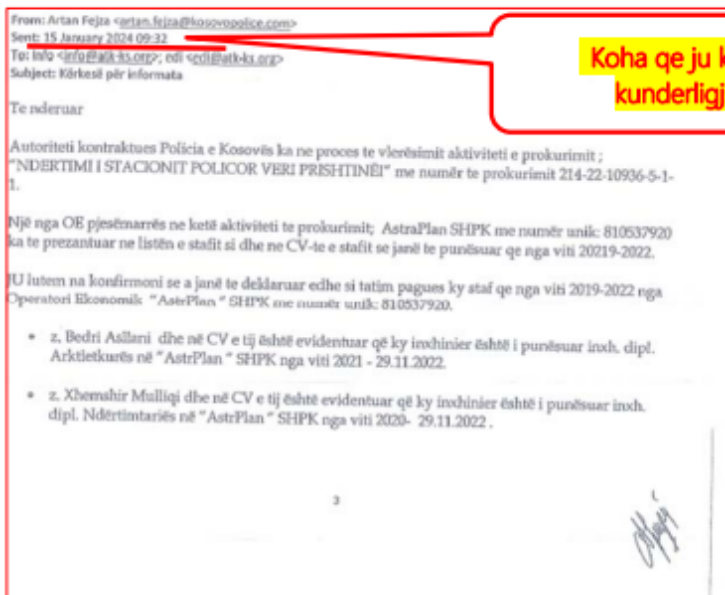 From: Artan Fejza <artan.fejza@kosovopolice.com>
Sent: 15 January 2024 09:32
To: Info <info@atk-ks.org>; edi <edi@atk-ks.org>
Subject: Kërkesë për informata
Koha qe ju k
kunderligj
Te nderuar
Autoriteti kontraktues Policia e Kosovës ka ne proces te vlerësimit aktiviteti e prokurimit ;
"NDERTIMI I STACIONIT POLICOR VERI PRISHTINËI" me numër te prokurimit 214-22-10936-5-1-
1.
Një nga OE pjesëmarrës ne ketë aktiviteti te prokurimit; AstraPlan SHPK me numër unik: 810537920
ka te prezantuar ne listën e stafit si dhe ne CV-te e stafit se janë te punësuar qe nga viti 20219-2022.
JU lutem na konfirmoni se a janë te deklaruar edhe si tatim pagues ky staf qe nga viti 2019-2022 nga
Operatori Ekonomik "AstrPlan " SHPK me numër unik: 810537920.
• z, Bedri Asllani dhe në CV e tij është evidentuar që ky inxhinier është i punësuar inxh. dipl.
Arktietkurës në "AstrPlan " SHPK nga viti 2021 - 29.11.2022.
• z. Xhemshir Mulliqi dhe në CV e tij është evidentuar që ky inxhinier është i punësuar inxh.
dipl. Ndërtimtariës në "AstrPlan " SHPK nga viti 2020- 29.11.2022 .
3